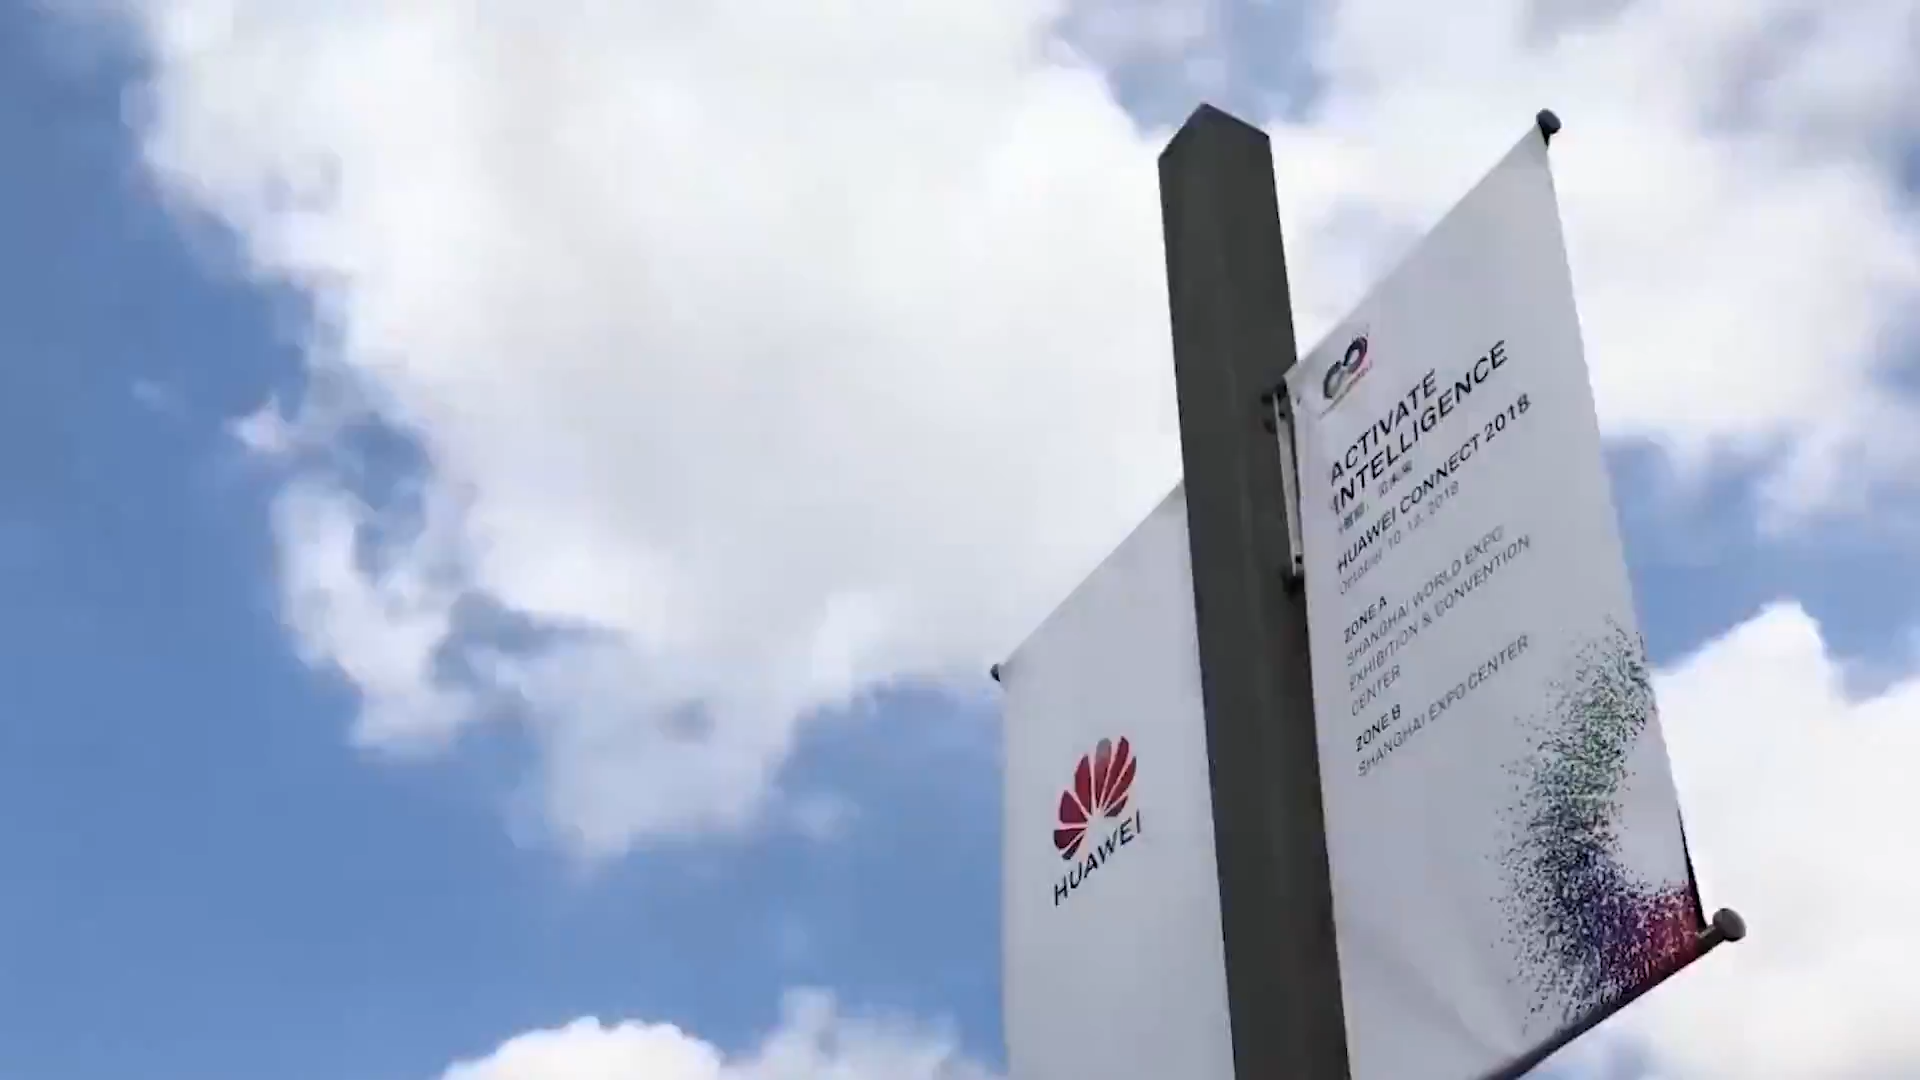 HUAWEI
ACTIVATE
INTELLIGENCE
HUAWEI CONNECT 2018
October 10-12, 2018
ZONE A
SHANGHAI WORLD EXPO
EXHIBITION & CONVENTION
CENTER
ZONE B
SHANGHAI EXPO CENTER